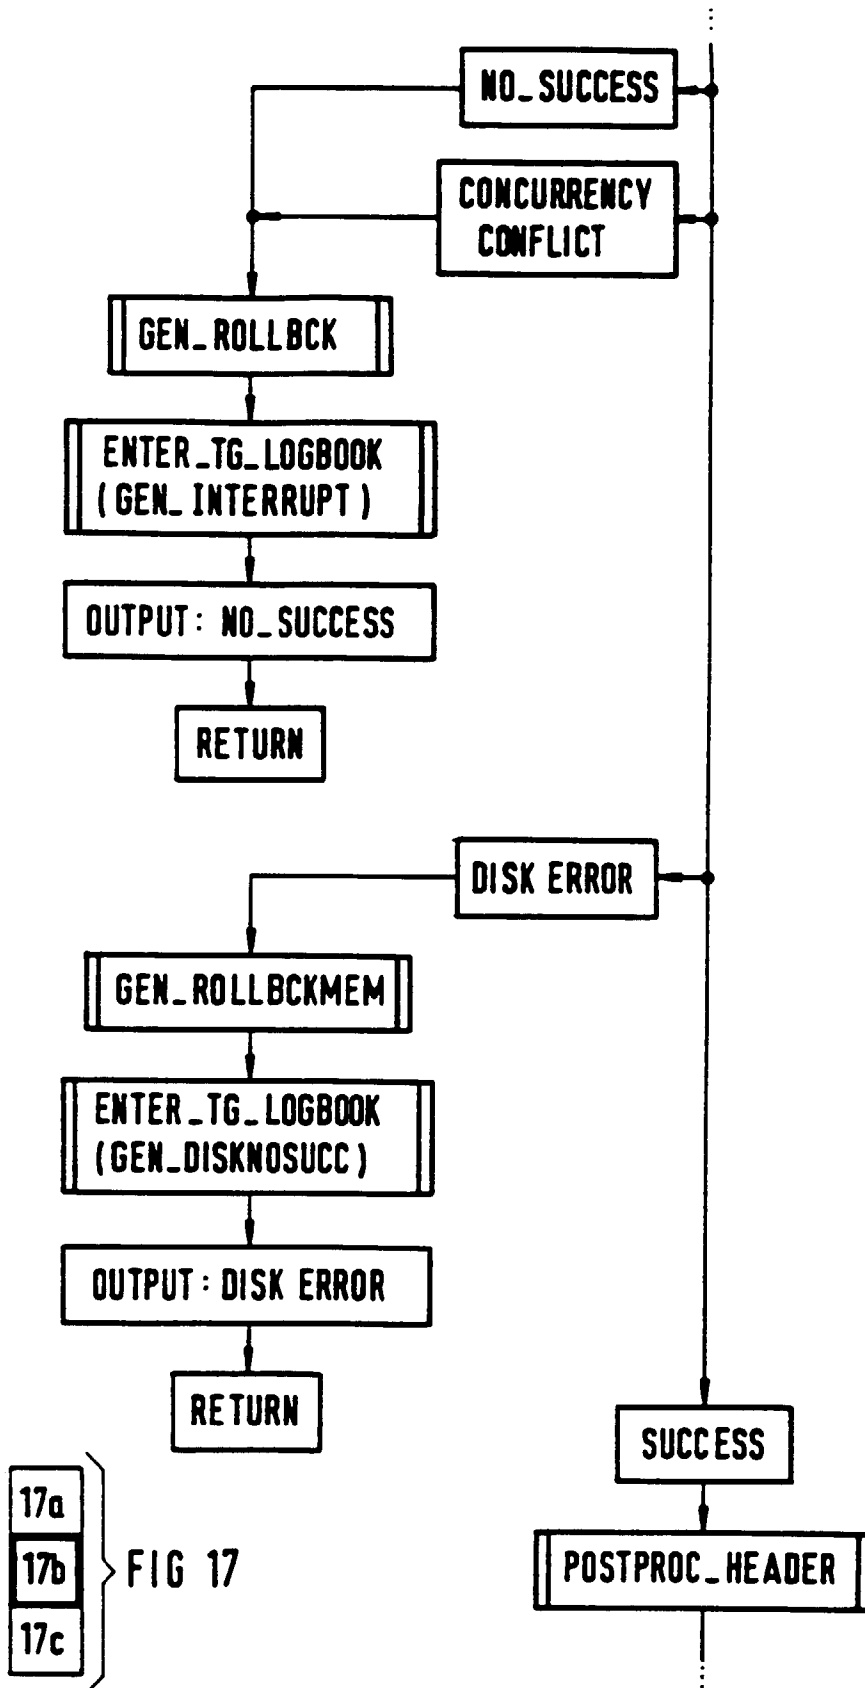 NO_SUCCESS
CONCURRENCY
CONFLICT
GEN_ROLLBCK
ENTER_TG_LOGBOOK
(GEN_INTERRUPT)
OUTPUT: NO_SUCCESS
RETURN
DISK ERROR
GEN_ROLLBCKMEM
ENTER_TG_LOGBOOK
(GEN_DISKNOSUCC)
OUTPUT: DISK ERROR
RETURN
SUCCESS
POSTPROC_HEADER
17a
17b
17c
FIG 17